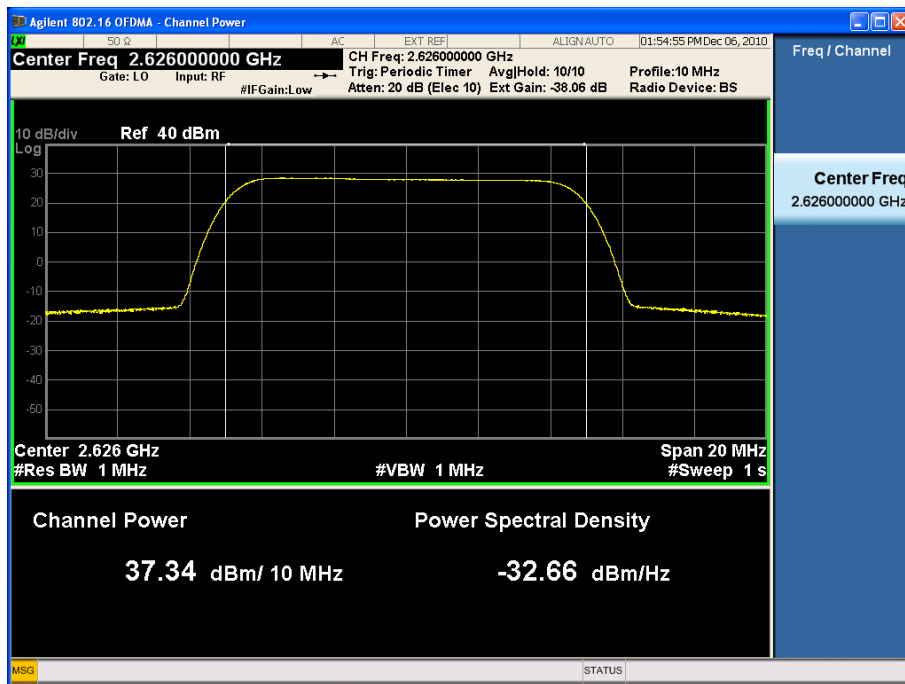 Agilent 802.16 OFDMA - Channel Power
LXI 50 Ω AC EXT REF ALIGN AUTO 01:54:55 PM Dec 06, 2010
Center Freq 2.626000000 GHz
Gate: LO Input: RF
#IFGain:Low
CH Freq: 2.626000000 GHz
Trig: Periodic Timer Avg|Hold: 10/10 Profile:10 MHz
Atten: 20 dB (Elec 10) Ext Gain: -38.06 dB Radio Device: BS
Freq / Channel
Center Freq
2.626000000 GHz
10 dB/div Ref 40 dBm
Log
30
20
10
0
-10
-20
-30
-40
-50
Center 2.626 GHz Span 20 MHz
#Res BW 1 MHz #VBW 1 MHz #Sweep 1 s
Channel Power Power Spectral Density
37.34 dBm/ 10 MHz -32.66 dBm/Hz
MSG STATUS